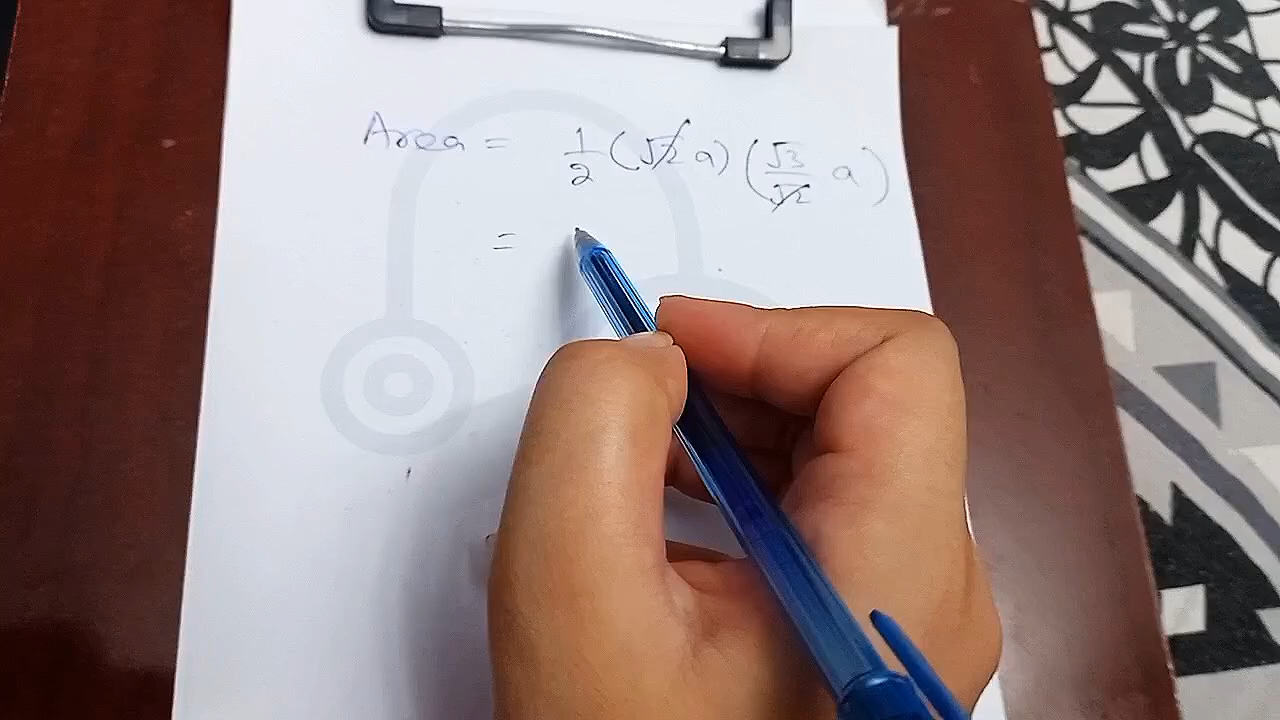 Area = 1/2 (√2 a) (√3/√2 a)
=